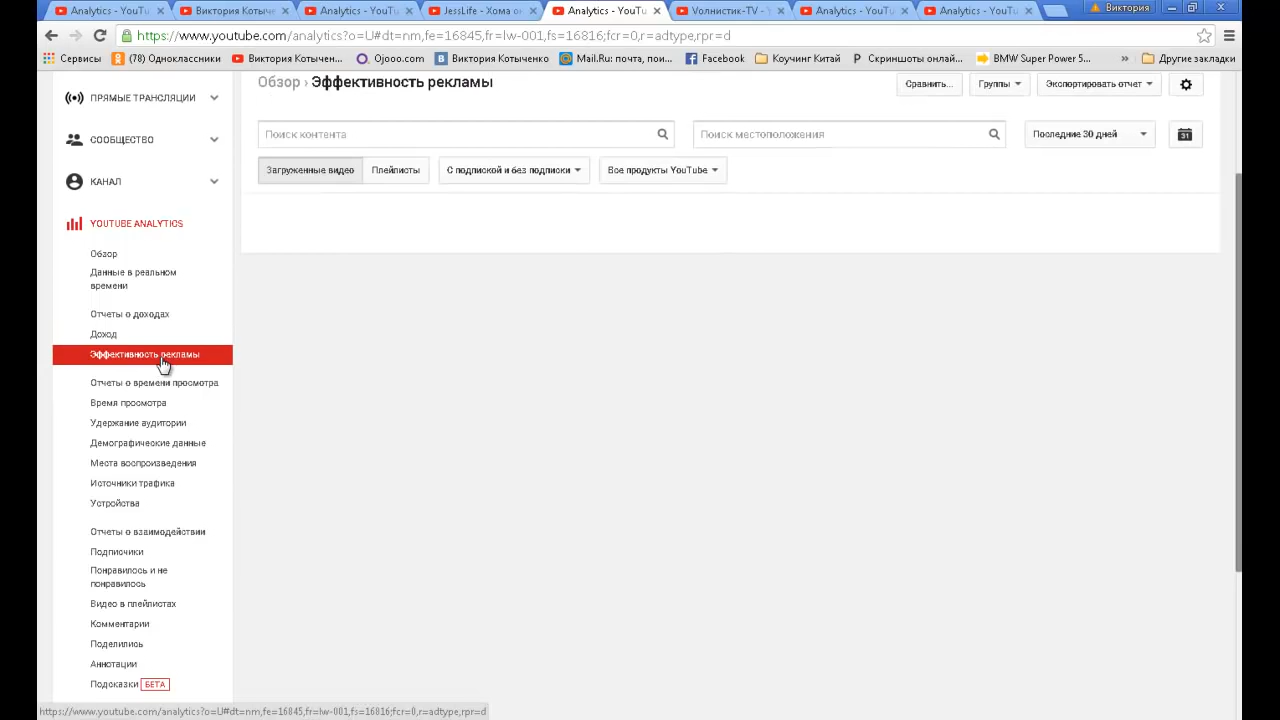 Analytics - YouTu
Виктория Котыче
Analytics - YouTu
JessLife - Хома о
Analytics - YouTu
Voлнистик-TV - Y
Analytics - YouTu
Analytics - YouTu
Виктория
https://www.youtube.com/analytics?o=U#dt=nm,fe=16845,fr=lw-001,fs=16816;fcr=0,r=adtype,rpr=d
Сервисы
(78) Одноклассники
Виктория Котычен...
Ojooo.com
Виктория Котыченко
Mail.Ru: почта, пои...
Facebook
Коучинг Китай
Скриншоты онлай...
BMW Super Power 5...
»
Другие закладки
ПРЯМЫЕ ТРАНСЛЯЦИИ
СООБЩЕСТВО
КАНАЛ
YOUTUBE ANALYTICS
Обзор
Данные в реальном
времени
Отчеты о доходах
Доход
Эффективность рекламы
Отчеты о времени просмотра
Время просмотра
Удержание аудитории
Демографические данные
Места воспроизведения
Источники трафика
Устройства
Отчеты о взаимодействии
Подписчики
Понравилось и не
понравилось
Видео в плейлистах
Комментарии
Поделились
Аннотации
Подсказки БЕТА
Обзор › Эффективность рекламы
Сравнить...
Группы
Экспортировать отчет
Поиск контента
Поиск местоположения
Последние 30 дней
31
Загруженные видео
Плейлисты
С подпиской и без подписки
Все продукты YouTube
https://www.youtube.com/analytics?o=U#dt=nm,fe=16845,fr=lw-001,fs=16816;fcr=0,r=adtype,rpr=d